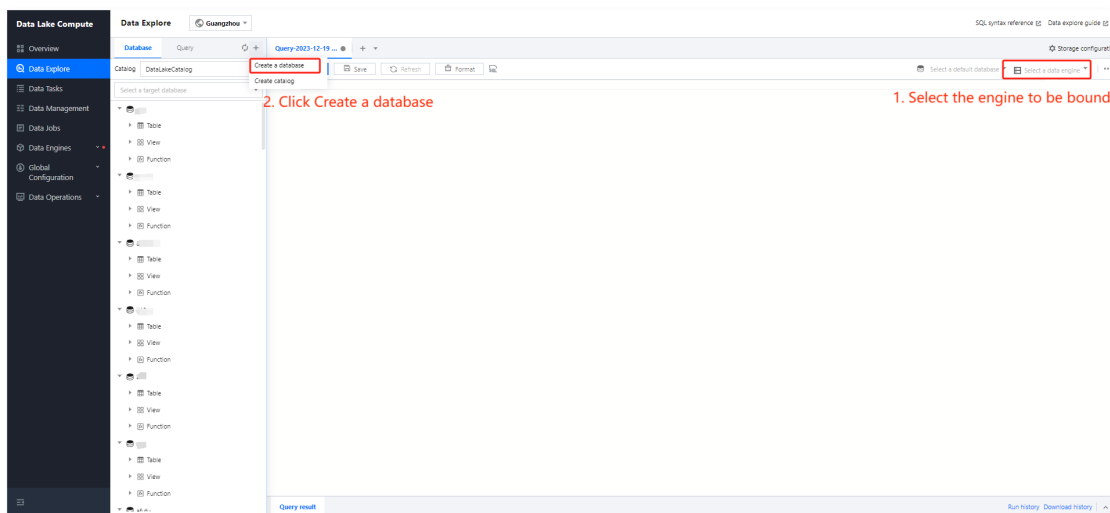 Data Lake Compute
Data Explore
Guangzhou
SQL syntax reference
Data explore guide
Overview
Data Explore
Data Tasks
Data Management
Data Jobs
Data Engines
Global
Configuration
Data Operations
Database
Query
Query-2023-12-19 ...
Storage configurati
Catalog
DataLakeCatalog
Create a database
Create catalog
Save
Refresh
Format
Select a default database
Select a data engine
Select a target database
2. Click Create a database
1. Select the engine to be bound
Table
View
Function
Table
View
Function
Table
View
Function
Table
View
Function
Table
View
Function
Table
View
Function
Query result
Run history
Download history